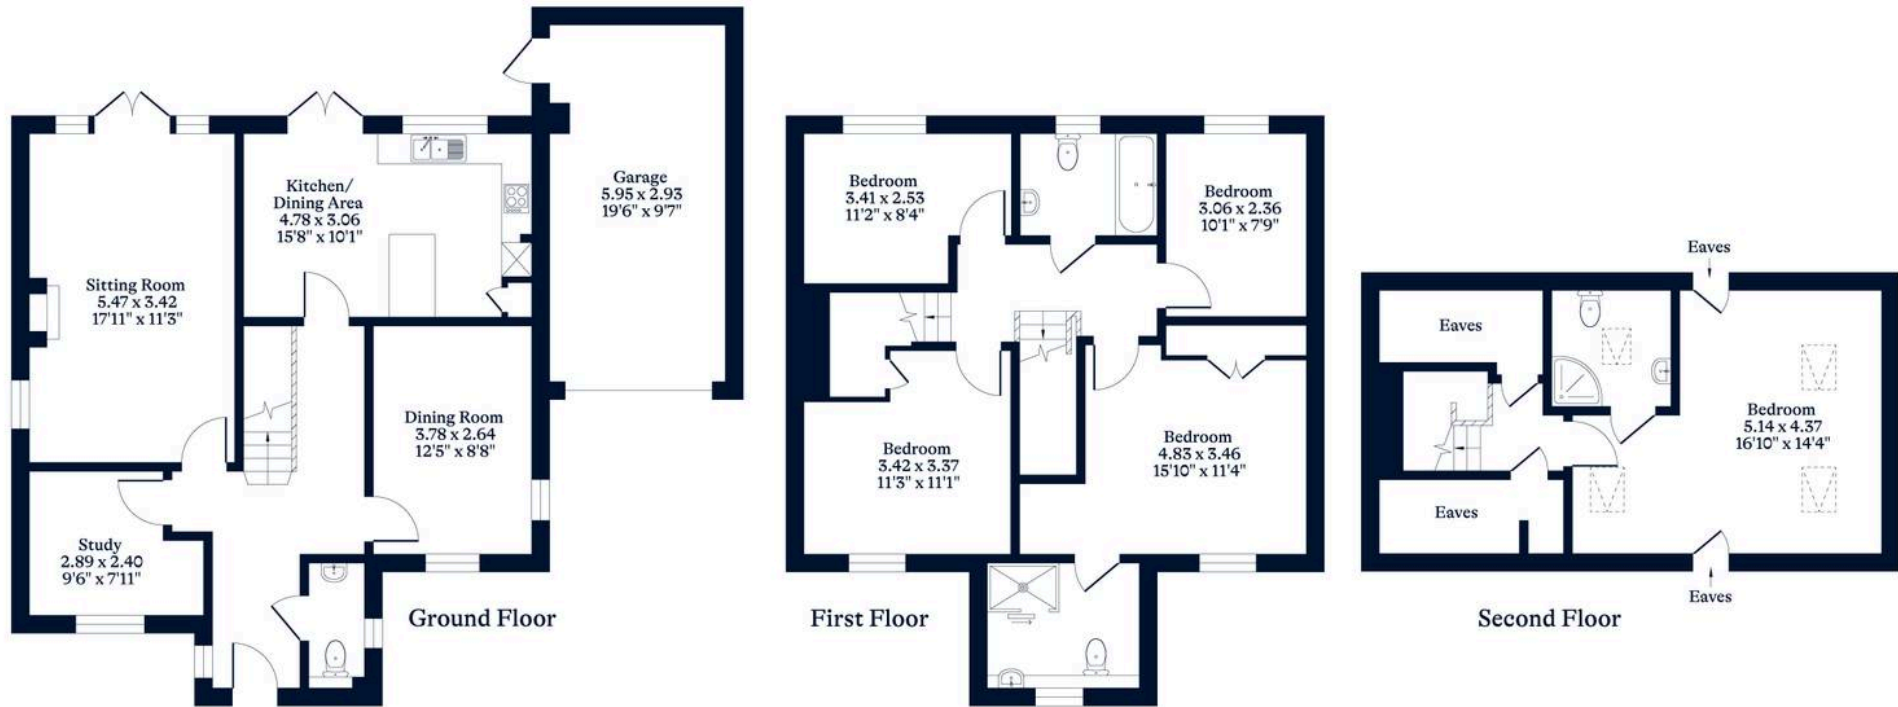 Sitting Room
5.47 x 3.42
17'11" x 11'3"
Kitchen/
Dining Area
4.78 x 3.06
15'8" x 10'1"
Garage
5.95 x 2.93
19'6" x 9'7"
Dining Room
3.78 x 2.64
12'5" x 8'8"
Study
2.89 x 2.40
9'6" x 7'11"
Ground Floor
Bedroom
3.41 x 2.53
11'2" x 8'4"
Bedroom
3.06 x 2.36
10'1" x 7'9"
Bedroom
3.42 x 3.37
11'3" x 11'1"
Bedroom
4.83 x 3.46
15'10" x 11'4"
First Floor
Eaves
Eaves
Bedroom
5.14 x 4.37
16'10" x 14'4"
Eaves
Eaves
Second Floor